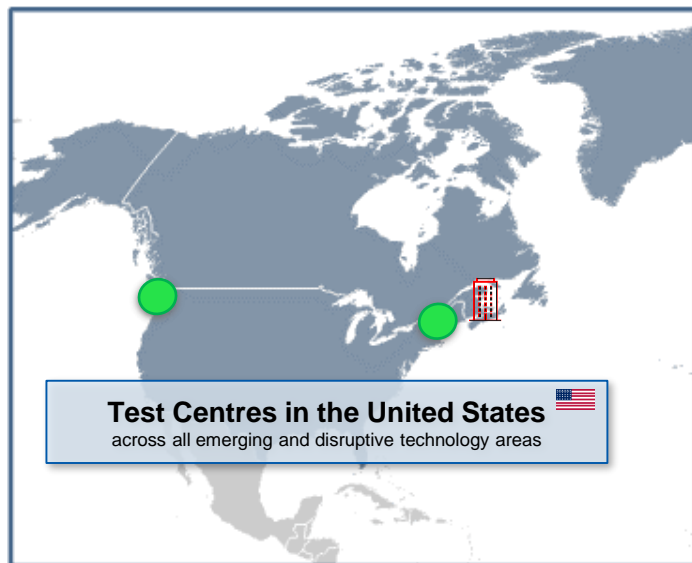 Test Centres in the United States
across all emerging and disruptive technology areas